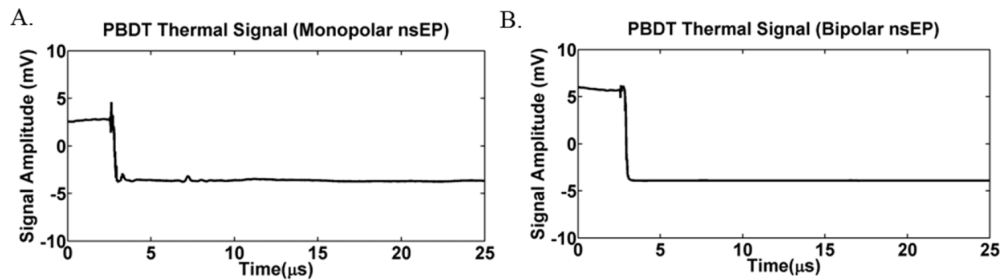 A.
PBDT Thermal Signal (Monopolar nsEP)
Signal Amplitude (mV)
10
5
0
-5
-10
0 5 10 15 20 25
Time(μs)
B.
PBDT Thermal Signal (Bipolar nsEP)
Signal Amplitude (mV)
10
5
0
-5
-10
0 5 10 15 20 25
Time(μs)